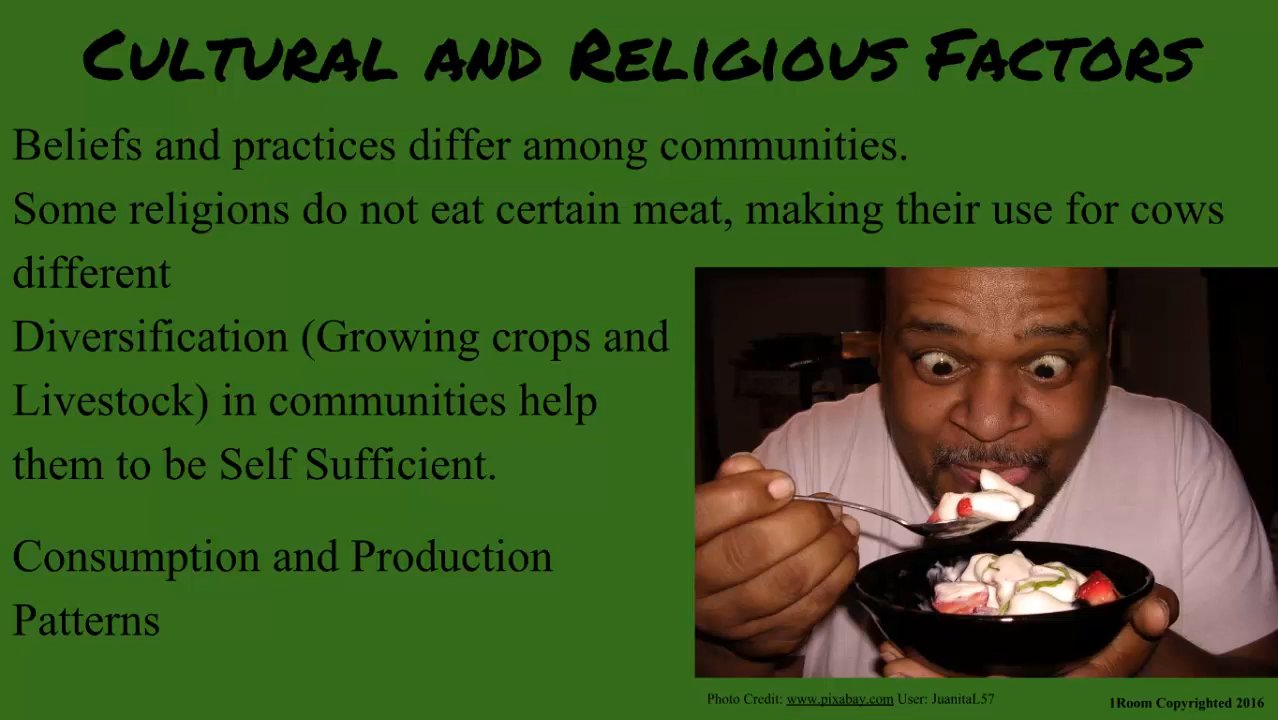 Cultural and Religious Factors
Beliefs and practices differ among communities.
Some religions do not eat certain meat, making their use for cows
different
Diversification (Growing crops and
Livestock) in communities help
them to be Self Sufficient.
Consumption and Production
Patterns
Photo Credit: www.pixabay.com User: JuanitaL57
1Room Copyrighted 2016